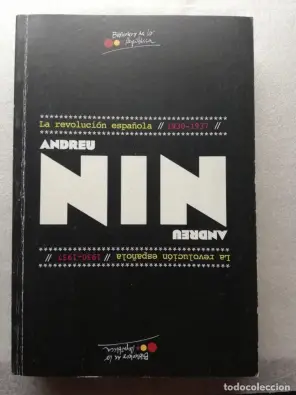 Biblioteca de la
República
La revolución española // 1930-1937 //
ANDREU
NIN
ANDREU
La revolución española // 1930-1937 //
Biblioteca de la
República
todocoleccion